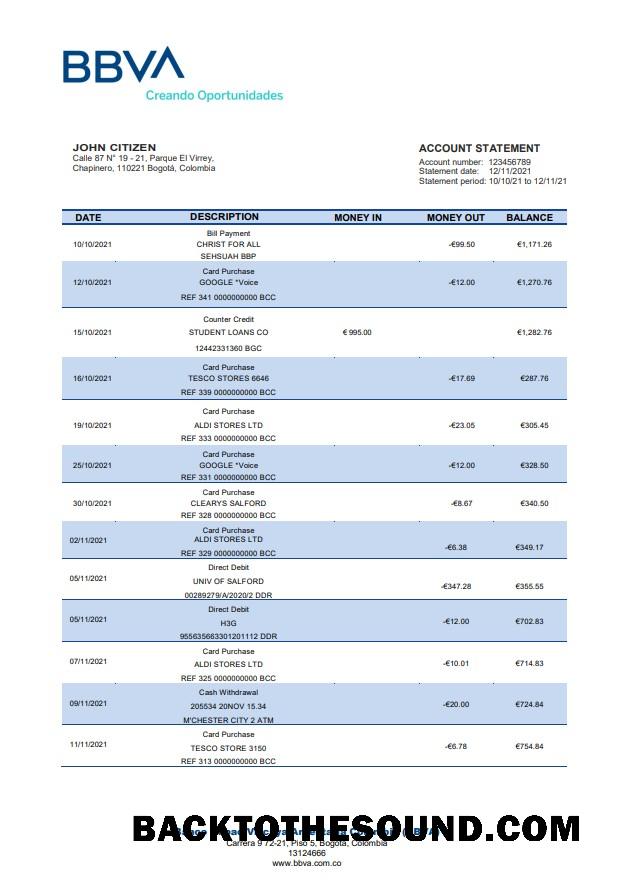 BBVA
Creando Oportunidades
JOHN CITIZEN
Calle 87 N° 19 - 21, Parque El Virrey,
Chapinero, 110221 Bogotá, Colombia
ACCOUNT STATEMENT
Account number: 123456789
Statement date: 12/11/2021
Statement period: 10/10/21 to 12/11/21
DATE DESCRIPTION MONEY IN MONEY OUT BALANCE
Bill Payment
10/10/2021 CHRIST FOR ALL -€99.50 €1,171.26
SEHSUAH BBP
Card Purchase
12/10/2021 GOOGLE *Voice -€12.00 €1,270.76
REF 341 0000000000 BCC
Counter Credit
15/10/2021 STUDENT LOANS CO € 995.00 €1,282.76
12442331360 BGC
Card Purchase
16/10/2021 TESCO STORES 6646 -€17.69 €287.76
REF 339 0000000000 BCC
Card Purchase
19/10/2021 ALDI STORES LTD -€23.05 €305.45
REF 333 0000000000 BCC
Card Purchase
25/10/2021 GOOGLE *Voice -€12.00 €328.50
REF 331 0000000000 BCC
Card Purchase
30/10/2021 CLEARYS SALFORD -€8.67 €340.50
REF 328 0000000000 BCC
Card Purchase
02/11/2021 ALDI STORES LTD -€6.38 €349.17
REF 329 0000000000 BCC
Direct Debit
05/11/2021 UNIV OF SALFORD -€347.28 €355.55
00289279/A/2020/2 DDR
Direct Debit
05/11/2021 H3G -€12.00 €702.83
955635663301201112 DDR
Card Purchase
07/11/2021 ALDI STORES LTD -€10.01 €714.83
REF 325 0000000000 BCC
Cash Withdrawal
09/11/2021 205534 20NOV 15.34 -€20.00 €724.84
M'CHESTER CITY 2 ATM
Card Purchase
11/11/2021 TESCO STORE 3150 -€6.78 €754.84
REF 313 0000000000 BCC
BACKTOTHESOUND.COM
Carrera 9 72-21, Piso 5, Bogotá, Colombia
13124666
www.bbva.com.co